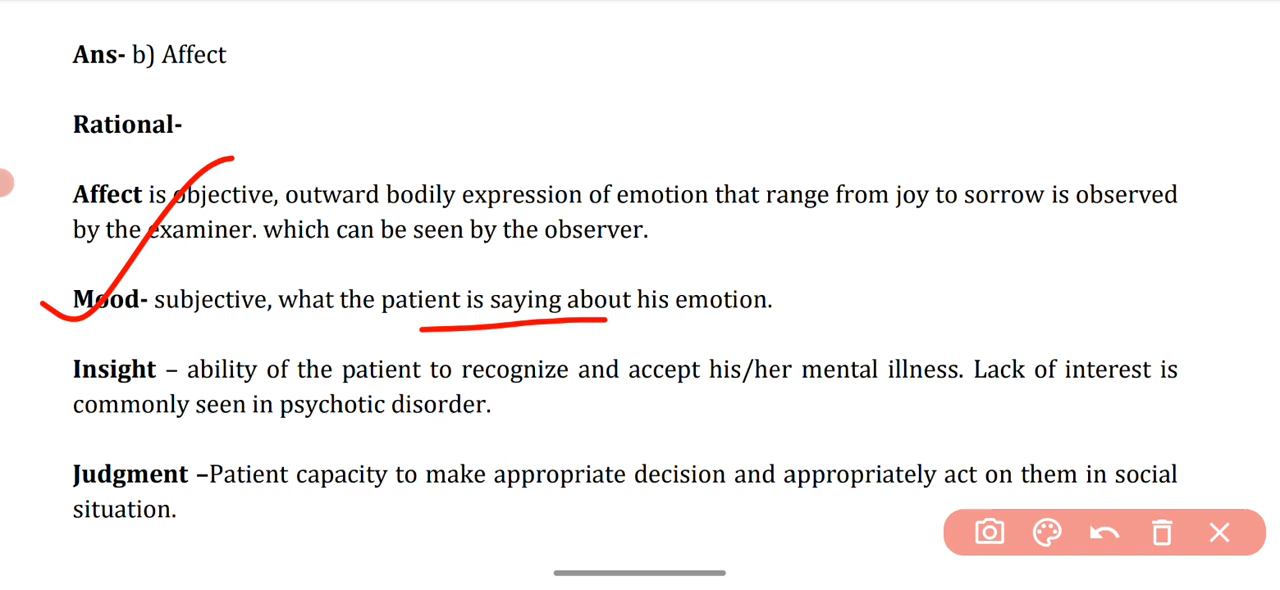 Ans- b) Affect
Rational-
Affect is objective, outward bodily expression of emotion that range from joy to sorrow is observed
by the examiner. which can be seen by the observer.
Mood- subjective, what the patient is saying about his emotion.
Insight – ability of the patient to recognize and accept his/her mental illness. Lack of interest is
commonly seen in psychotic disorder.
Judgment –Patient capacity to make appropriate decision and appropriately act on them in social
situation.